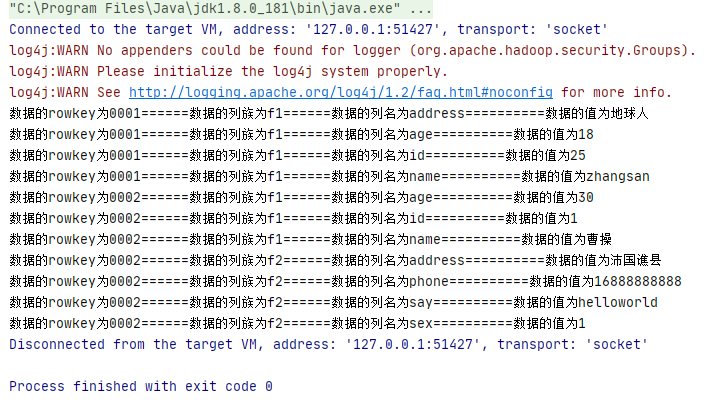 "C:\Program Files\Java\jdk1.8.0_181\bin\java.exe" ...
Connected to the target VM, address: '127.0.0.1:51427', transport: 'socket'
log4j:WARN No appenders could be found for logger (org.apache.hadoop.security.Groups).
log4j:WARN Please initialize the log4j system properly.
log4j:WARN See http://logging.apache.org/log4j/1.2/faq.html#noconfig for more info.
数据的rowkey为0001======数据的列族为f1======数据的列名为address==========数据的值为地球人
数据的rowkey为0001======数据的列族为f1======数据的列名为age==========数据的值为18
数据的rowkey为0001======数据的列族为f1======数据的列名为id==========数据的值为25
数据的rowkey为0001======数据的列族为f1======数据的列名为name==========数据的值为zhangsan
数据的rowkey为0002======数据的列族为f1======数据的列名为age==========数据的值为30
数据的rowkey为0002======数据的列族为f1======数据的列名为id==========数据的值为1
数据的rowkey为0002======数据的列族为f1======数据的列名为name==========数据的值为曹操
数据的rowkey为0002======数据的列族为f2======数据的列名为address==========数据的值为沛国谯县
数据的rowkey为0002======数据的列族为f2======数据的列名为phone==========数据的值为16888888888
数据的rowkey为0002======数据的列族为f2======数据的列名为say==========数据的值为helloworld
数据的rowkey为0002======数据的列族为f2======数据的列名为sex==========数据的值为1
Disconnected from the target VM, address: '127.0.0.1:51427', transport: 'socket'
Process finished with exit code 0